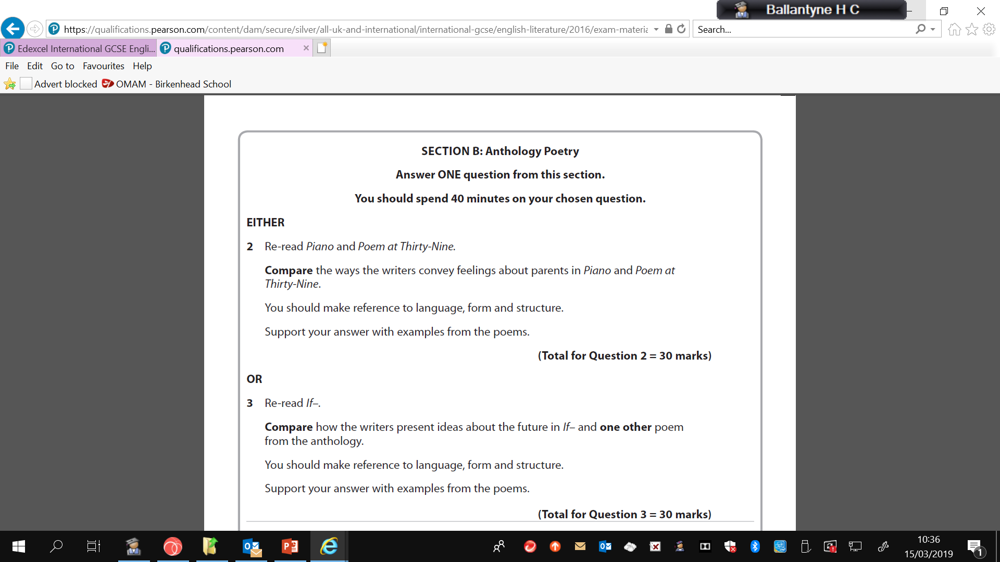 Ballantyne H C
https://qualifications.pearson.com/content/dam/secure/silver/all-uk-and-international/international-gcse/english-literature/2016/exam-materia
Search...
Edexcel International GCSE Engli...
qualifications.pearson.com
File Edit Go to Favourites Help
Advert blocked OMAM - Birkenhead School
SECTION B: Anthology Poetry
Answer ONE question from this section.
You should spend 40 minutes on your chosen question.
EITHER
2 Re-read Piano and Poem at Thirty-Nine.
Compare the ways the writers convey feelings about parents in Piano and Poem at
Thirty-Nine.
You should make reference to language, form and structure.
Support your answer with examples from the poems.
(Total for Question 2 = 30 marks)
OR
3 Re-read If–.
Compare how the writers present ideas about the future in If– and one other poem
from the anthology.
You should make reference to language, form and structure.
Support your answer with examples from the poems.
(Total for Question 3 = 30 marks)
10:36
15/03/2019
1